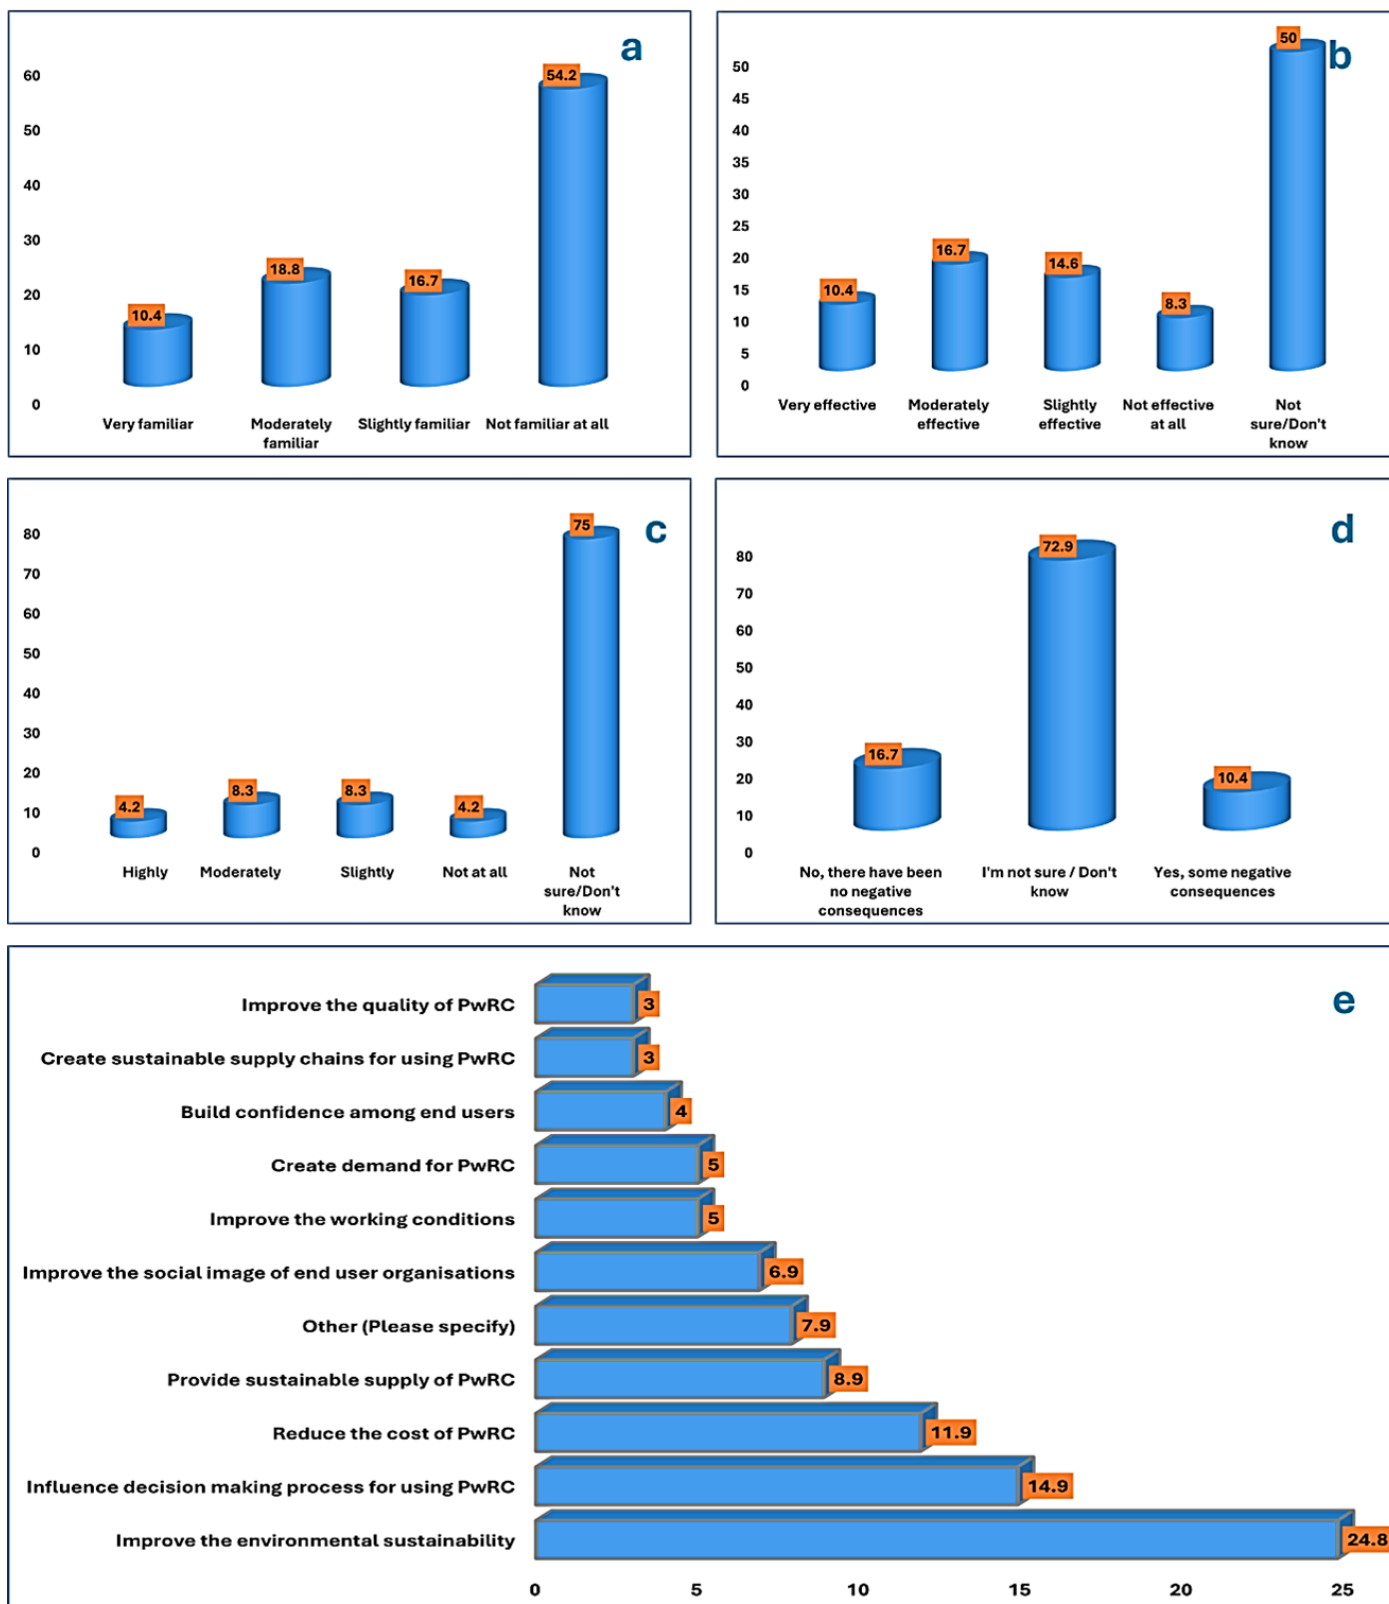 a
60
50
40
30
20
10
0
10.4
18.8
16.7
54.2
Very familiar
Moderately
familiar
Slightly familiar
Not familiar at all
b
50
45
40
35
30
25
20
15
10
5
0
10.4
16.7
14.6
8.3
50
Very effective
Moderately
effective
Slightly
effective
Not effective
at all
Not
sure/Don't
know
c
80
70
60
50
40
30
20
10
0
4.2
8.3
8.3
4.2
75
Highly
Moderately
Slightly
Not at all
Not
sure/Don't
know
d
80
70
60
50
40
30
20
10
0
16.7
72.9
10.4
No, there have been
no negative
consequences
I'm not sure / Don't
know
Yes, some negative
consequences
e
Improve the quality of PwRC 3
Create sustainable supply chains for using PwRC 3
Build confidence among end users 4
Create demand for PwRC 5
Improve the working conditions 5
Improve the social image of end user organisations 6.9
Other (Please specify) 7.9
Provide sustainable supply of PwRC 8.9
Reduce the cost of PwRC 11.9
Influence decision making process for using PwRC 14.9
Improve the environmental sustainability 24.8
0 5 10 15 20 25